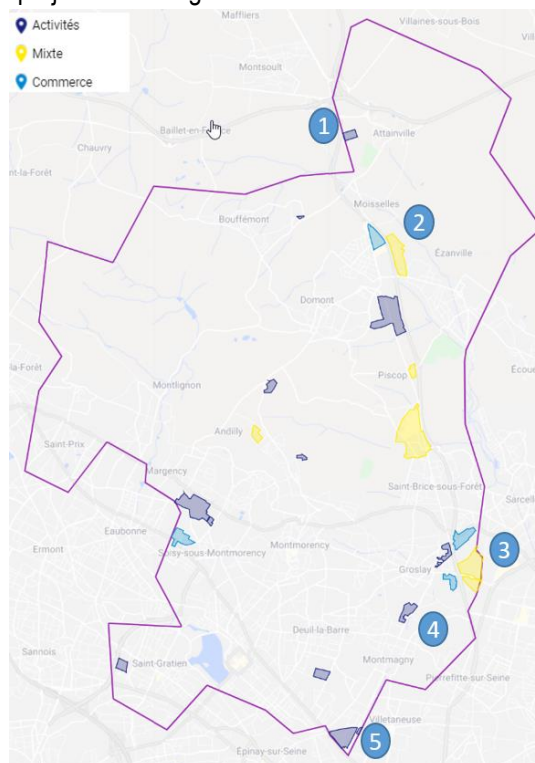 Activités
Mixte
Commerce
Maffliers
Villaines-sous-Bois
Montsoult
1
Baillet-en-France
Attainville
Chauvry
nt-la-Forêt
Moisselles
2
Bouffémont
Ézanville
Domont
Piscop
la-Forêt
Écou
Montlignon
Andilly
Saint-Prix
Margency
Saint-Brice-sous-Forêt
Sarcell
Eaubonne
Ermont
Soisy-sous-Montmorency
Montmorency
3
Groslay
4
Deuil-la-Barre
Sannois
Saint-Gratien
Montmagny
Pierrefitte-sur-Seine
Villetaneuse
5
Épinay-sur-Seine